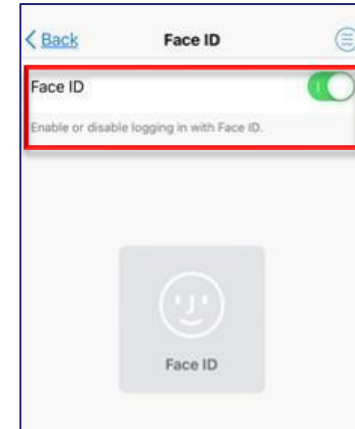 Back Face ID
Face ID
Enable or disable logging in with Face ID.
Face ID